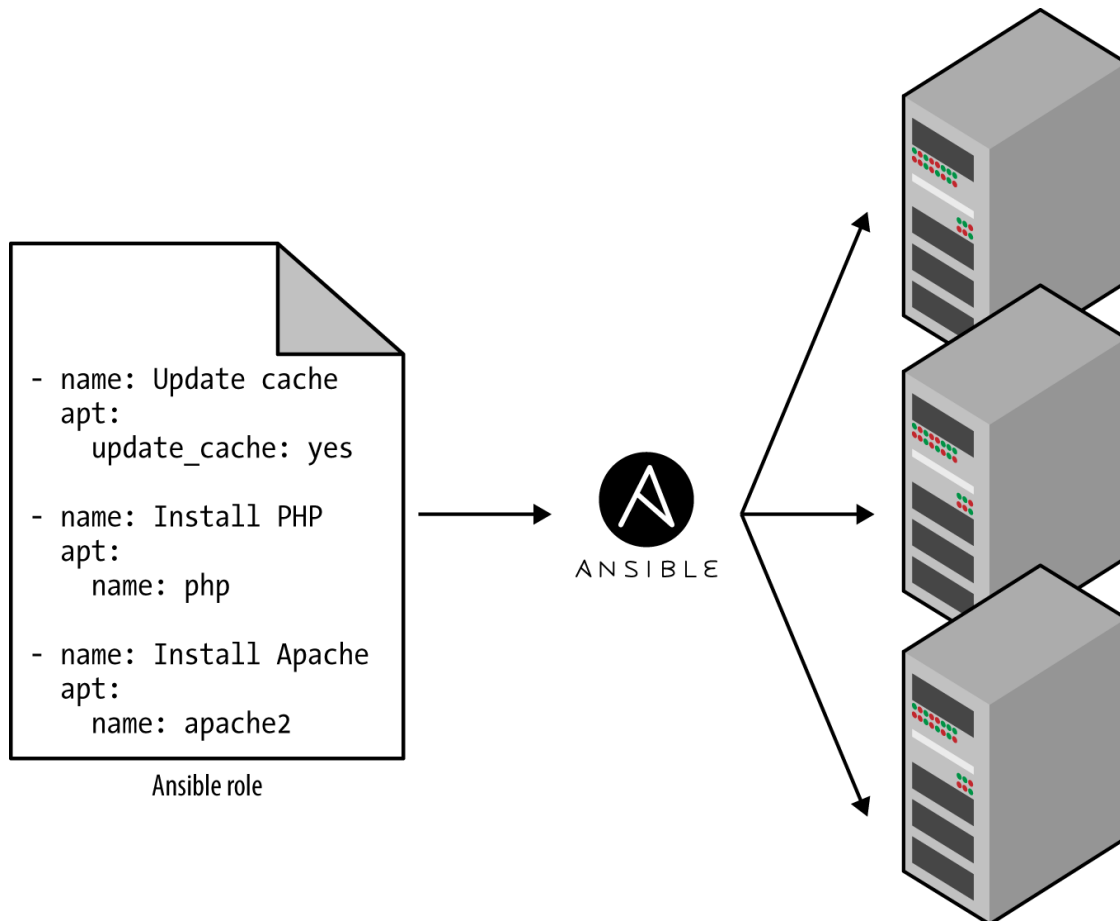 - name: Update cache
  apt:
    update_cache: yes
- name: Install PHP
  apt:
    name: php
- name: Install Apache
  apt:
    name: apache2
Ansible role
ANSIBLE